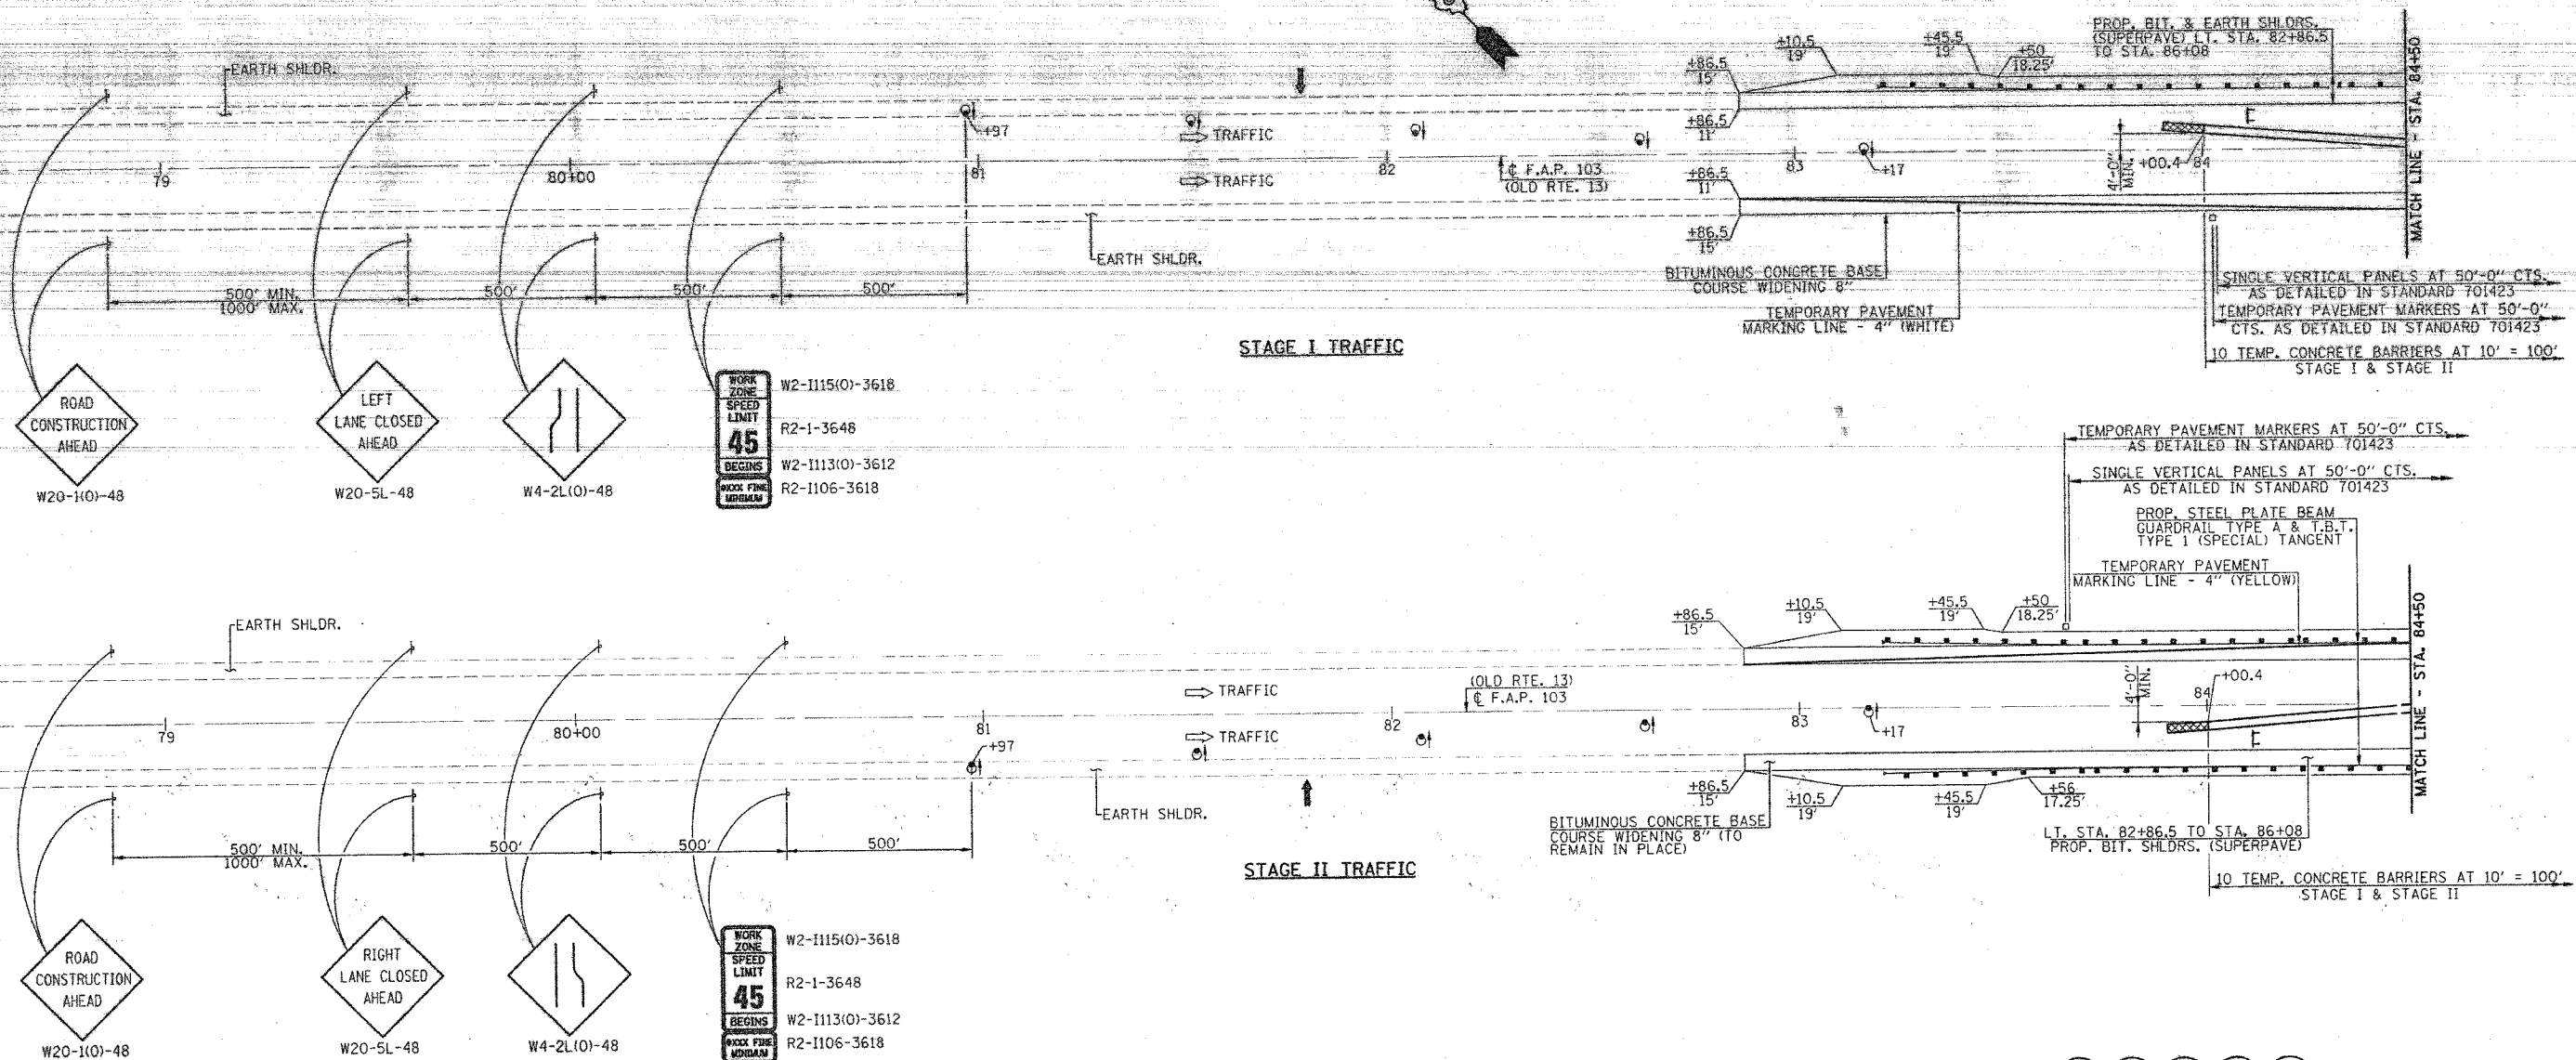 PROP. BIT. & EARTH SHLDRS.
(SUPERPAVE) LT. STA. 82+86.5
TO STA. 86+08
+10.5
19'
+45.5
19'
+50
18.25'
+86.5
15'
EARTH SHLDR.
+97
TRAFFIC
+86.5
11'
79
80+00
81
82
83
84
+17
+00.4
4'-0"
MIN.
TRAFFIC
℄ F.A.P. 103
(OLD RTE. 13)
+86.5
11'
+86.5
15'
MATCH LINE - STA. 84+50
EARTH SHLDR.
BITUMINOUS CONCRETE BASE
COURSE WIDENING 8"
TEMPORARY PAVEMENT
MARKING LINE - 4" (WHITE)
SINGLE VERTICAL PANELS AT 50'-0" CTS.
AS DETAILED IN STANDARD 701423
TEMPORARY PAVEMENT MARKERS AT 50'-0"
CTS. AS DETAILED IN STANDARD 701423
10 TEMP. CONCRETE BARRIERS AT 10' = 100'
STAGE I & STAGE II
500' MIN.
1000' MAX.
500'
500'
500'
STAGE I TRAFFIC
ROAD
CONSTRUCTION
AHEAD
W20-1(O)-48
LEFT
LANE CLOSED
AHEAD
W20-5L-48
W4-2L(O)-48
WORK
ZONE
SPEED
LIMIT
45
BEGINS
$XXX FINE
MINIMUM
W2-I115(O)-3618
R2-1-3648
W2-I113(O)-3612
R2-I106-3618
TEMPORARY PAVEMENT MARKERS AT 50'-0" CTS.
AS DETAILED IN STANDARD 701423
SINGLE VERTICAL PANELS AT 50'-0" CTS.
AS DETAILED IN STANDARD 701423
PROP. STEEL PLATE BEAM
GUARDRAIL TYPE A & T.B.T.
TYPE 1 (SPECIAL) TANGENT
TEMPORARY PAVEMENT
MARKING LINE - 4" (YELLOW)
+86.5
15'
+10.5
19'
+45.5
19'
+50
18.25'
EARTH SHLDR.
TRAFFIC
(OLD RTE. 13)
℄ F.A.P. 103
4'-0"
MIN.
84
+00.4
79
80+00
81
82
83
+97
+17
TRAFFIC
MATCH LINE - STA. 84+50
+86.5
15'
+10.5
19'
+45.5
19'
+56
17.25'
EARTH SHLDR.
BITUMINOUS CONCRETE BASE
COURSE WIDENING 8" (TO
REMAIN IN PLACE)
LT. STA. 82+86.5 TO STA. 86+08
PROP. BIT. SHLDRS. (SUPERPAVE)
10 TEMP. CONCRETE BARRIERS AT 10' = 100'
STAGE I & STAGE II
500' MIN.
1000' MAX.
500'
500'
500'
STAGE II TRAFFIC
ROAD
CONSTRUCTION
AHEAD
W20-1(O)-48
RIGHT
LANE CLOSED
AHEAD
W20-5L-48
W4-2L(O)-48
WORK
ZONE
SPEED
LIMIT
45
BEGINS
$XXX FINE
MINIMUM
W2-I115(O)-3618
R2-1-3648
W2-I113(O)-3612
R2-I106-3618